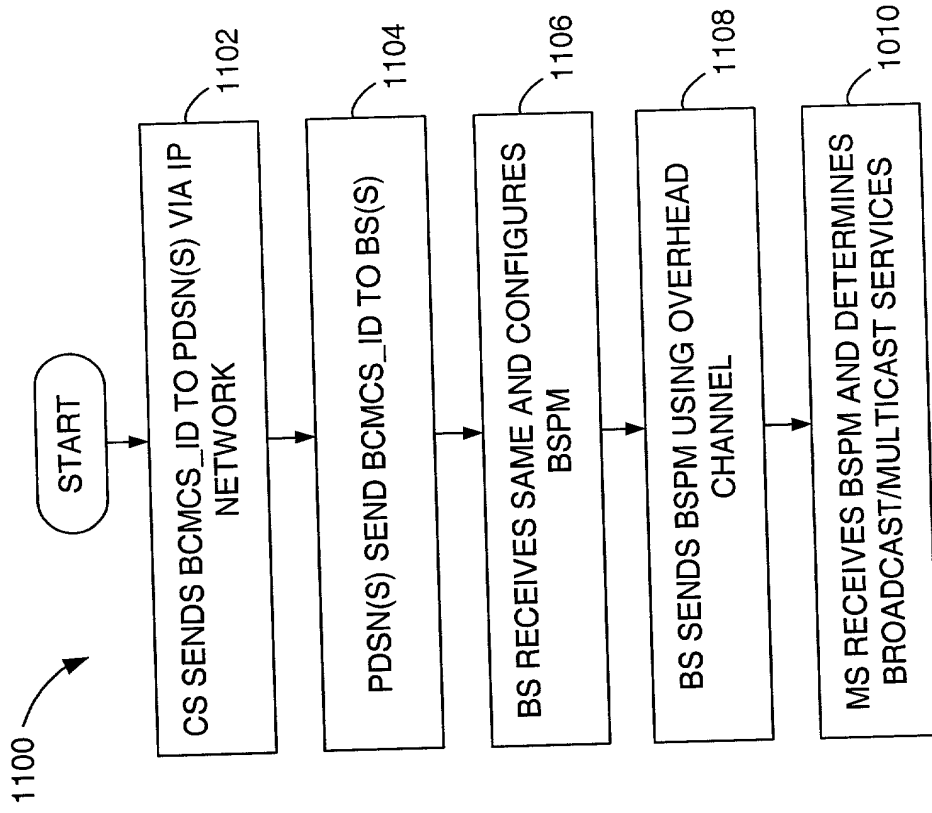 1100
START
CS SENDS BCMCS_ID TO PDSN(S) VIA IP
NETWORK
1102
PDSN(S) SEND BCMCS_ID TO BS(S)
1104
BS RECEIVES SAME AND CONFIGURES
BSPM
1106
BS SENDS BSPM USING OVERHEAD
CHANNEL
1108
MS RECEIVES BSPM AND DETERMINES
BROADCAST/MULTICAST SERVICES
1010